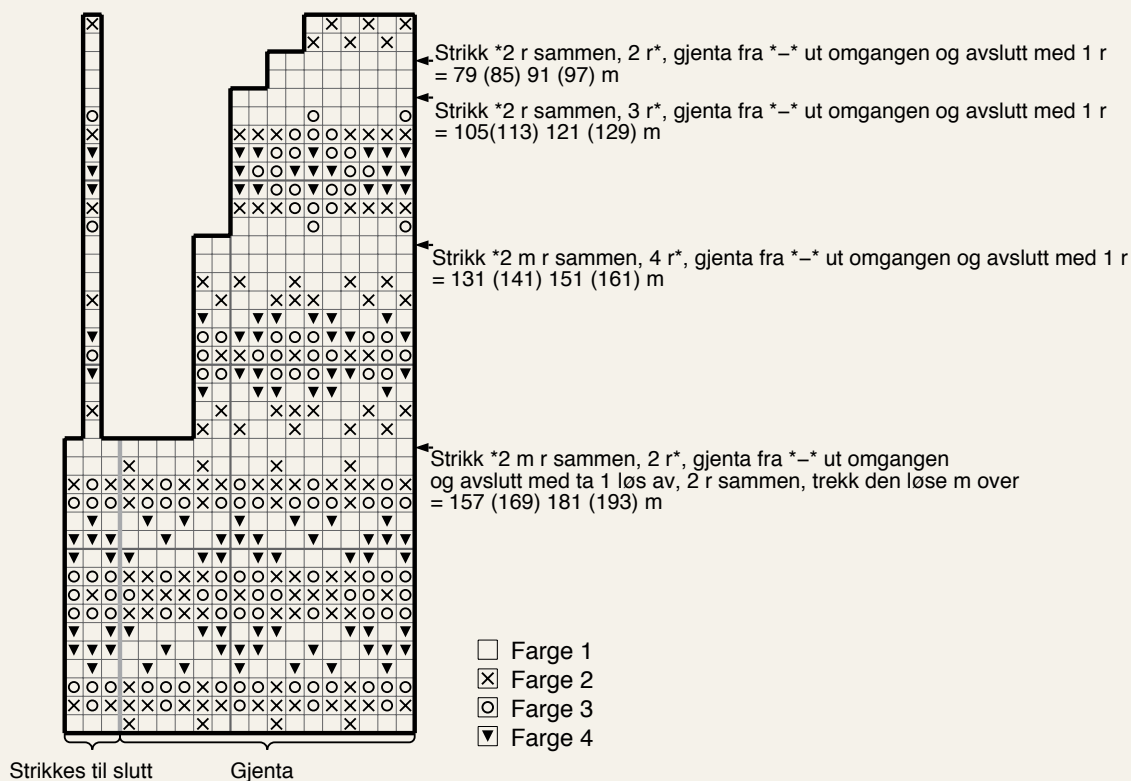 Strikk *2 r sammen, 2 r*, gjenta fra *–* ut omgangen og avslutt med 1 r
= 79 (85) 91 (97) m
Strikk *2 r sammen, 3 r*, gjenta fra *–* ut omgangen og avslutt med 1 r
= 105(113) 121 (129) m
Strikk *2 m r sammen, 4 r*, gjenta fra *–* ut omgangen og avslutt med 1 r
= 131 (141) 151 (161) m
Strikk *2 m r sammen, 2 r*, gjenta fra *–* ut omgangen
og avslutt med ta 1 løs av, 2 r sammen, trekk den løse m over
= 157 (169) 181 (193) m
Farge 1
Farge 2
Farge 3
Farge 4
Strikkes til slutt
Gjenta